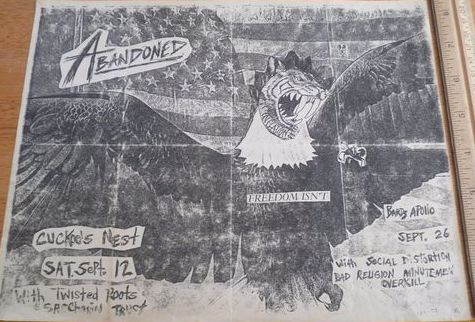 ABANDONED
FREEDOM ISN'T
CUCKOO'S NEST
SAT. Sept. 12
With Twisted Roots
BARDS APOLLO
SEPT. 26
With SOCIAL DISTORTION
BAD RELIGION MINUTEMEN
OVERKILL